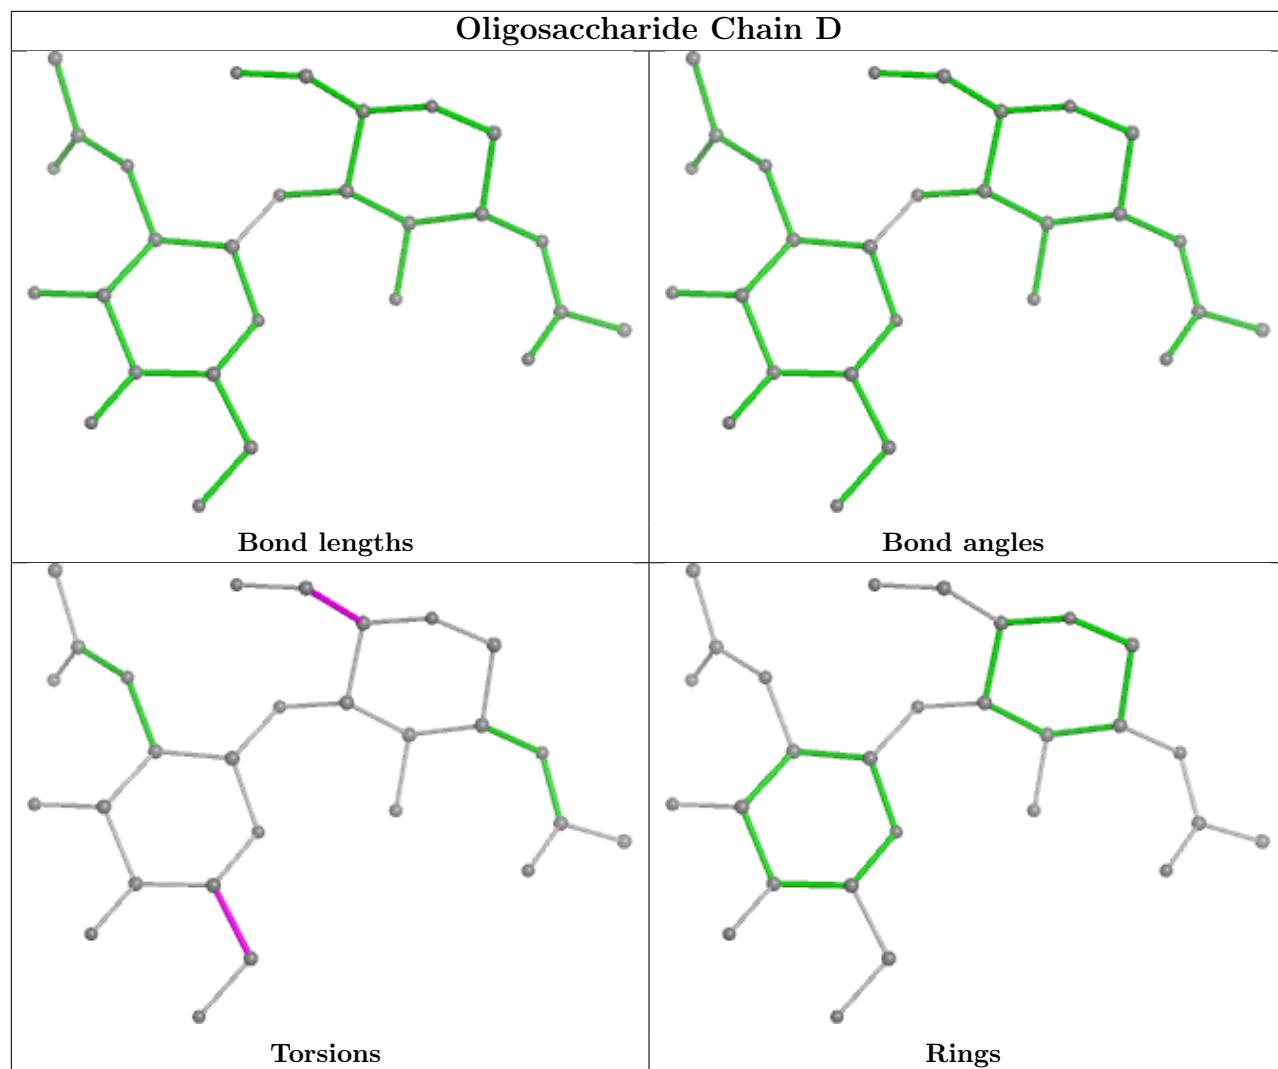 Oligosaccharide Chain D
Bond lengths
Bond angles
Torsions
Rings